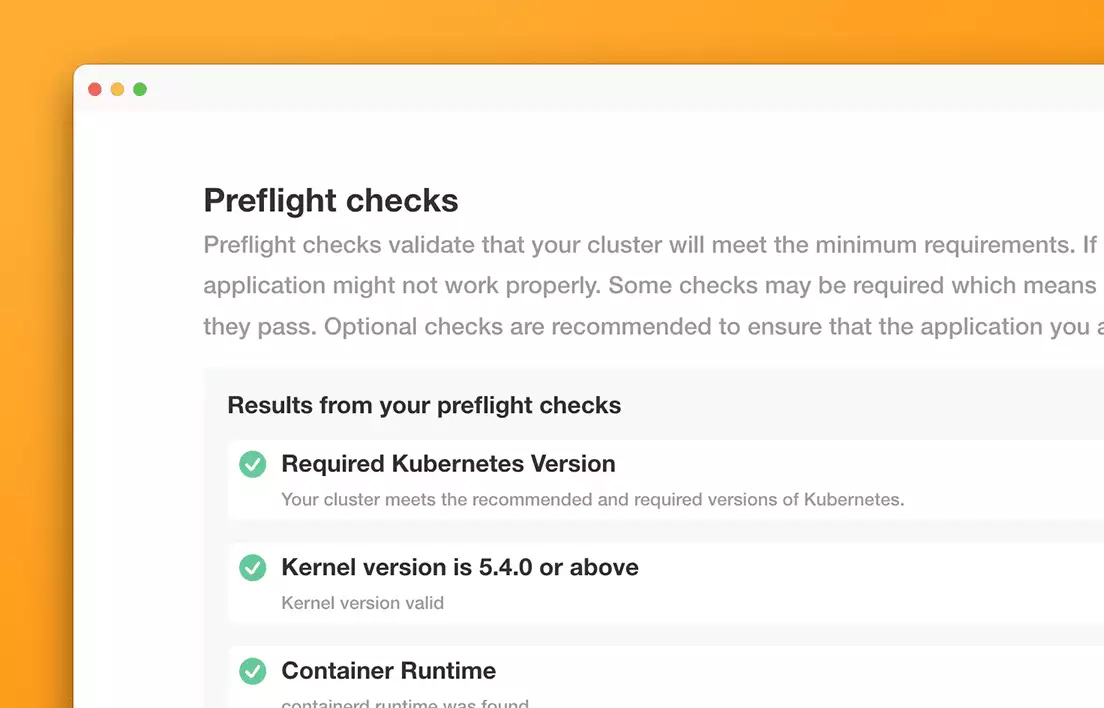 Preflight checks
Preflight checks validate that your cluster will meet the minimum requirements. If
application might not work properly. Some checks may be required which means
they pass. Optional checks are recommended to ensure that the application you a
Results from your preflight checks
Required Kubernetes Version
Your cluster meets the recommended and required versions of Kubernetes.
Kernel version is 5.4.0 or above
Kernel version valid
Container Runtime
containerd runtime was found